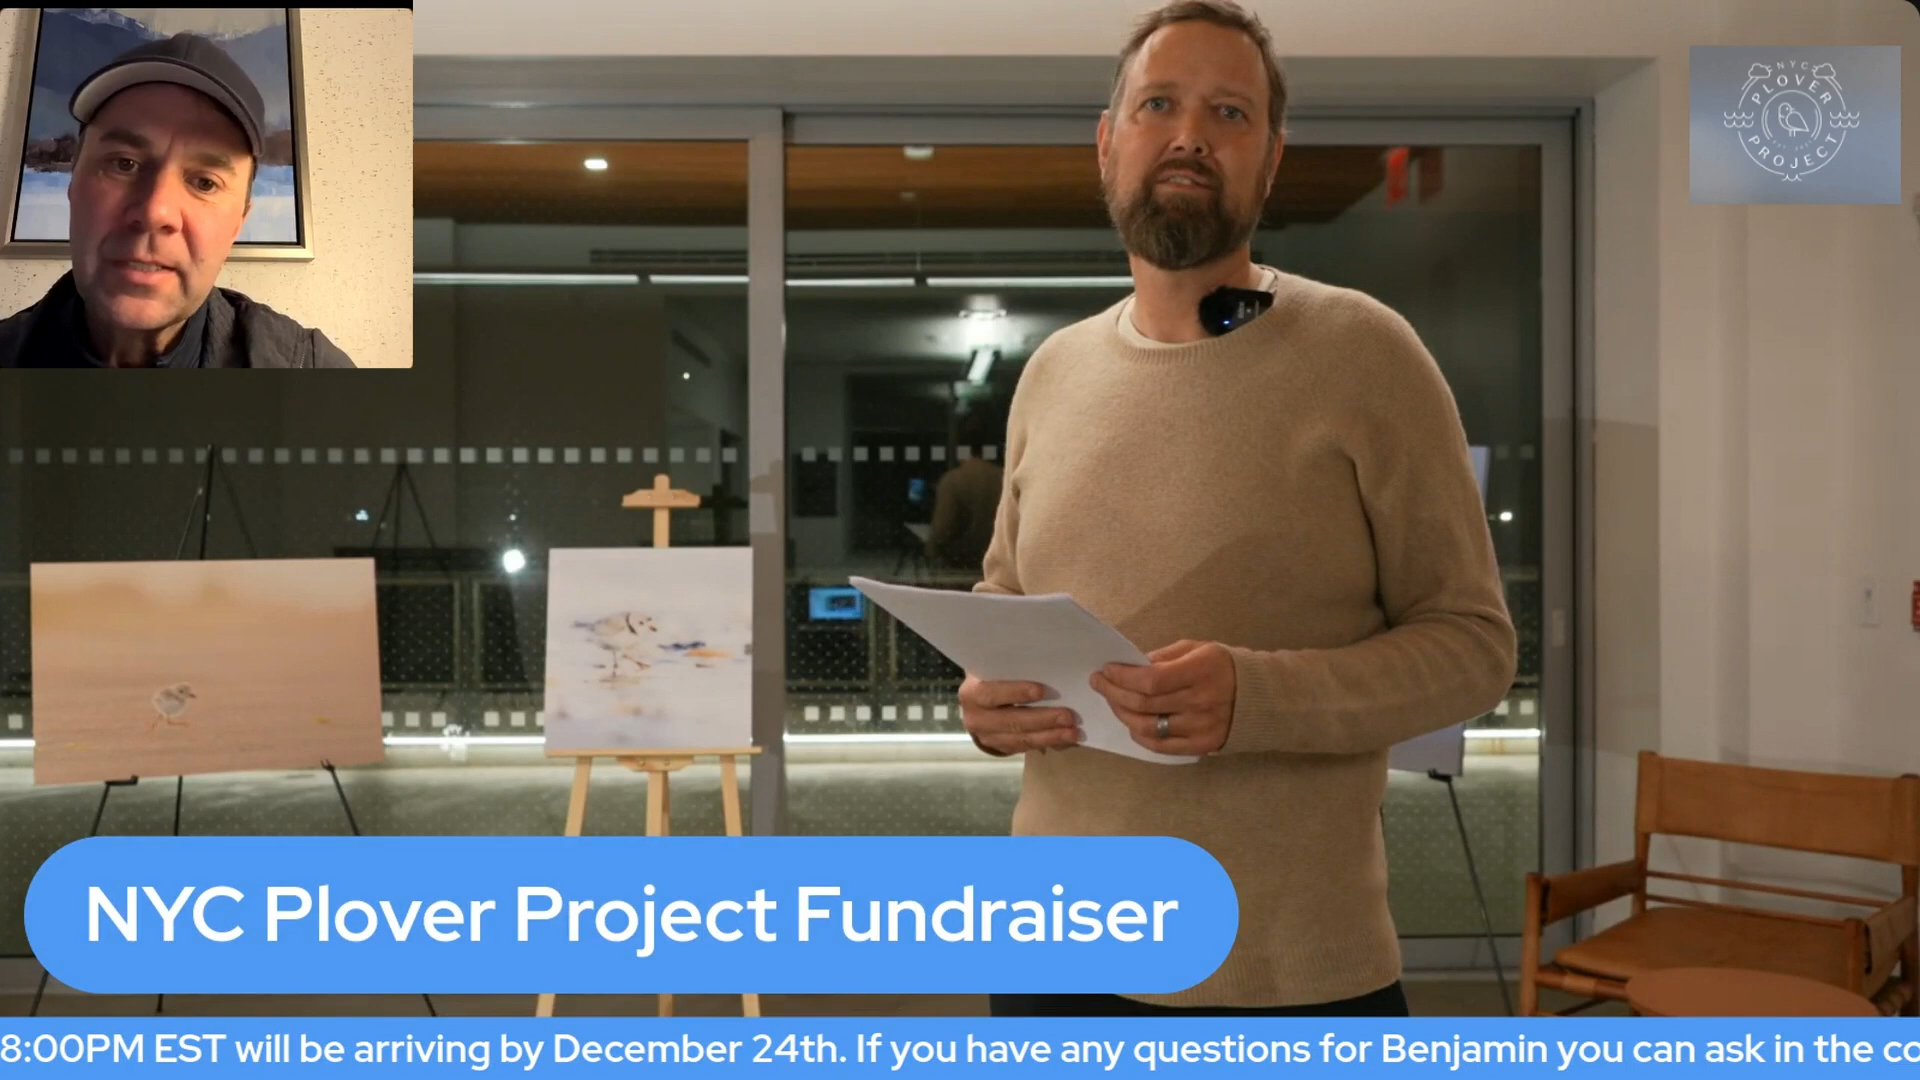 NYC
PLOVER
PROJECT
NYC Plover Project Fundraiser
8:00PM EST will be arriving by December 24th. If you have any questions for Benjamin you can ask in the co